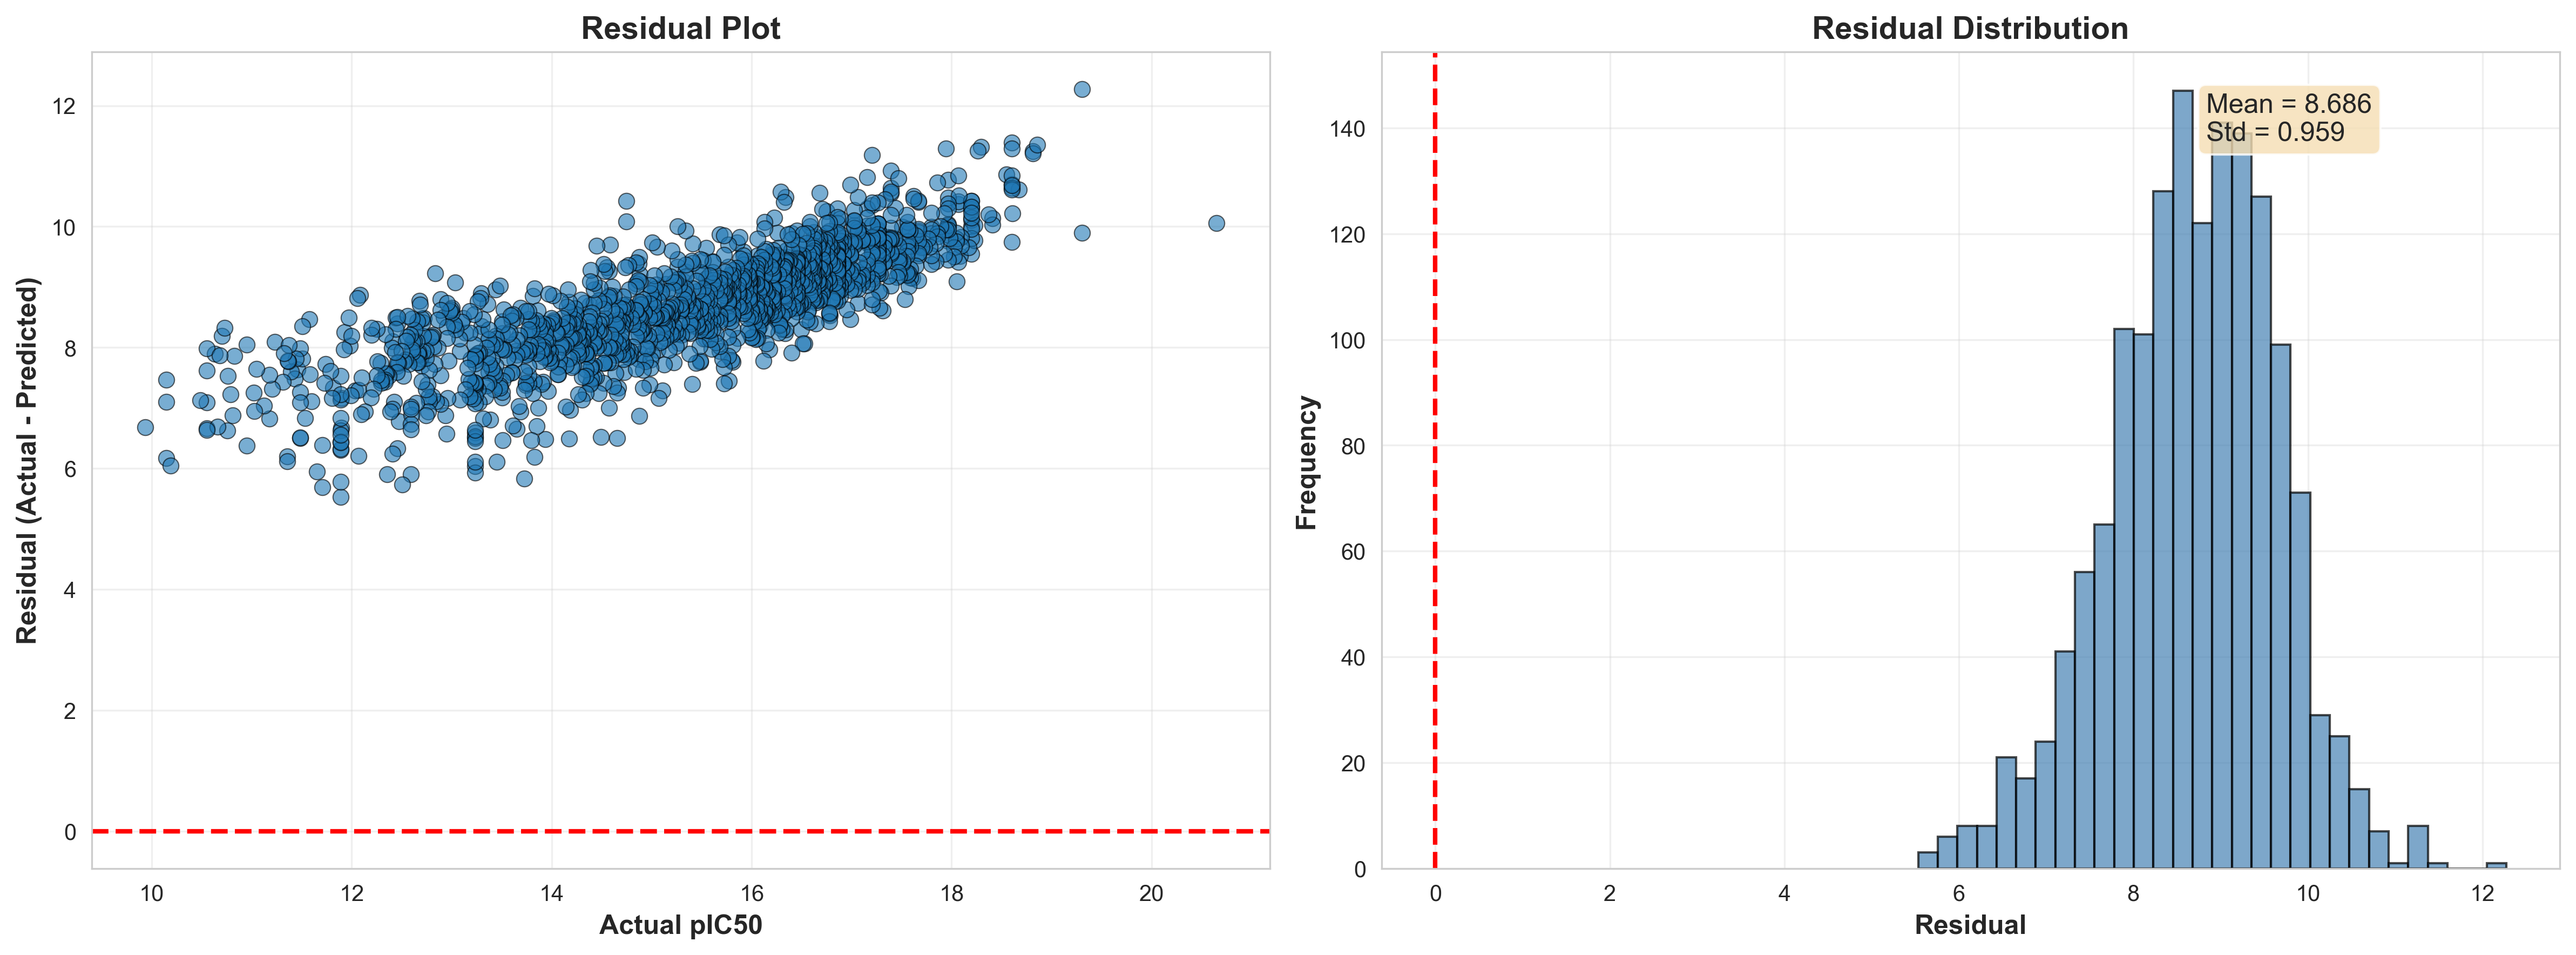 Residual Plot
Residual (Actual - Predicted)
12
10
8
6
4
2
0
10 12 14 16 18 20
Actual pIC50
Residual Distribution
Mean = 8.686
Std = 0.959
Frequency
140
120
100
80
60
40
20
0
0 2 4 6 8 10 12
Residual